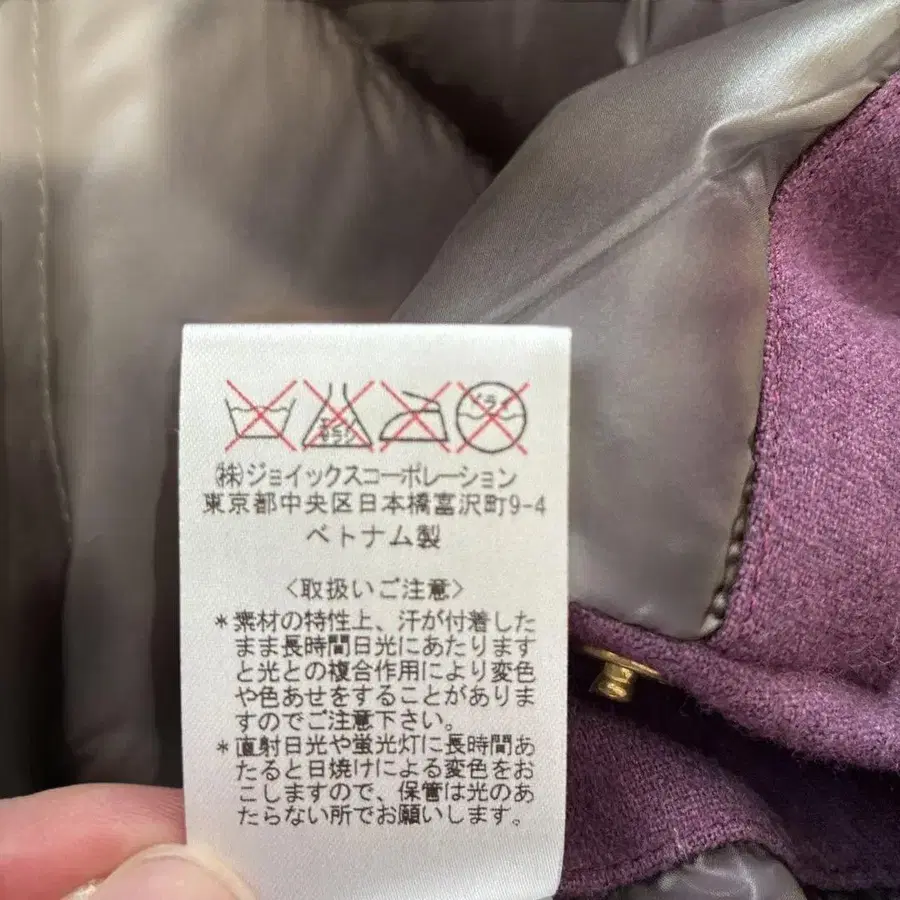 エンソ
サラシ
ドライ
㈱ジョイックスコーポレーション
東京都中央区日本橋富沢町9-4
ベトナム製
〈取扱いご注意〉
*素材の特性上、汗が付着した
まま長時間日光にあたります
と光との複合作用により変色
や色あせをすることがありま
すのでご注意下さい。
*直射日光や蛍光灯に長時間あ
たると日焼けによる変色をお
こしますので、保管は光のあ
たらない所でお願いします。